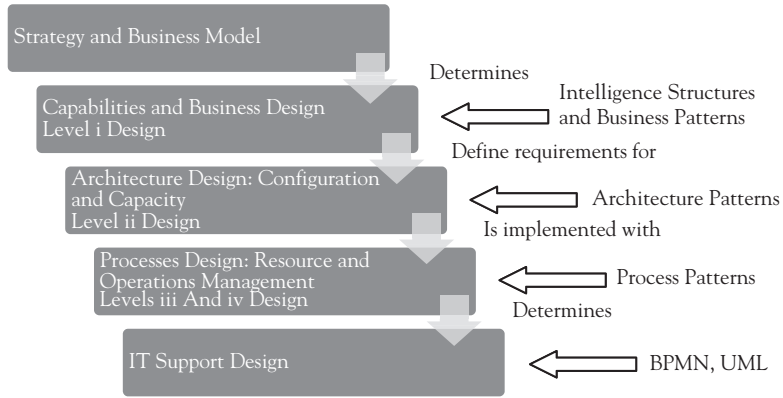 Strategy and Business Model
Determines
Capabilities and Business Design
Level i Design
Intelligence Structures
and Business Patterns
Define requirements for
Architecture Design: Configuration
and Capacity
Level ii Design
Architecture Patterns
Is implemented with
Processes Design: Resource and
Operations Management
Levels iii And iv Design
Process Patterns
Determines
IT Support Design
BPMN, UML